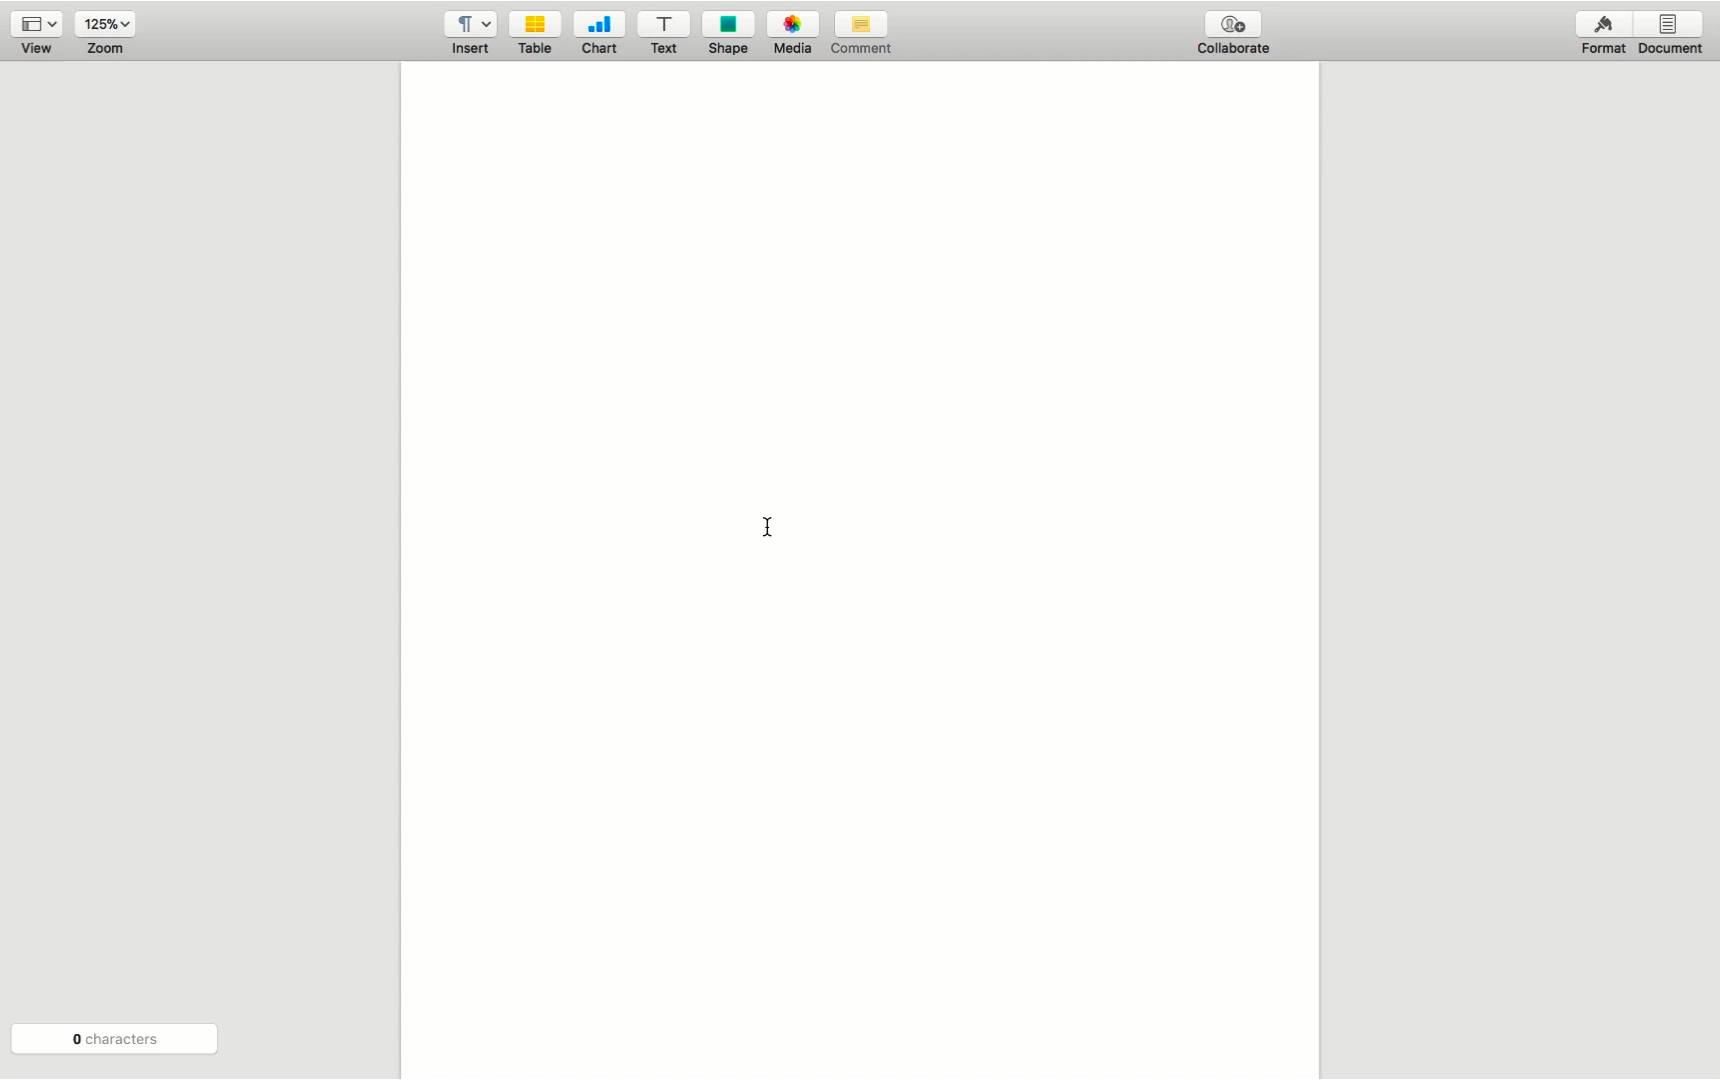 125%
View Zoom Insert Table Chart Text Shape Media Comment Collaborate Format Document
0 characters